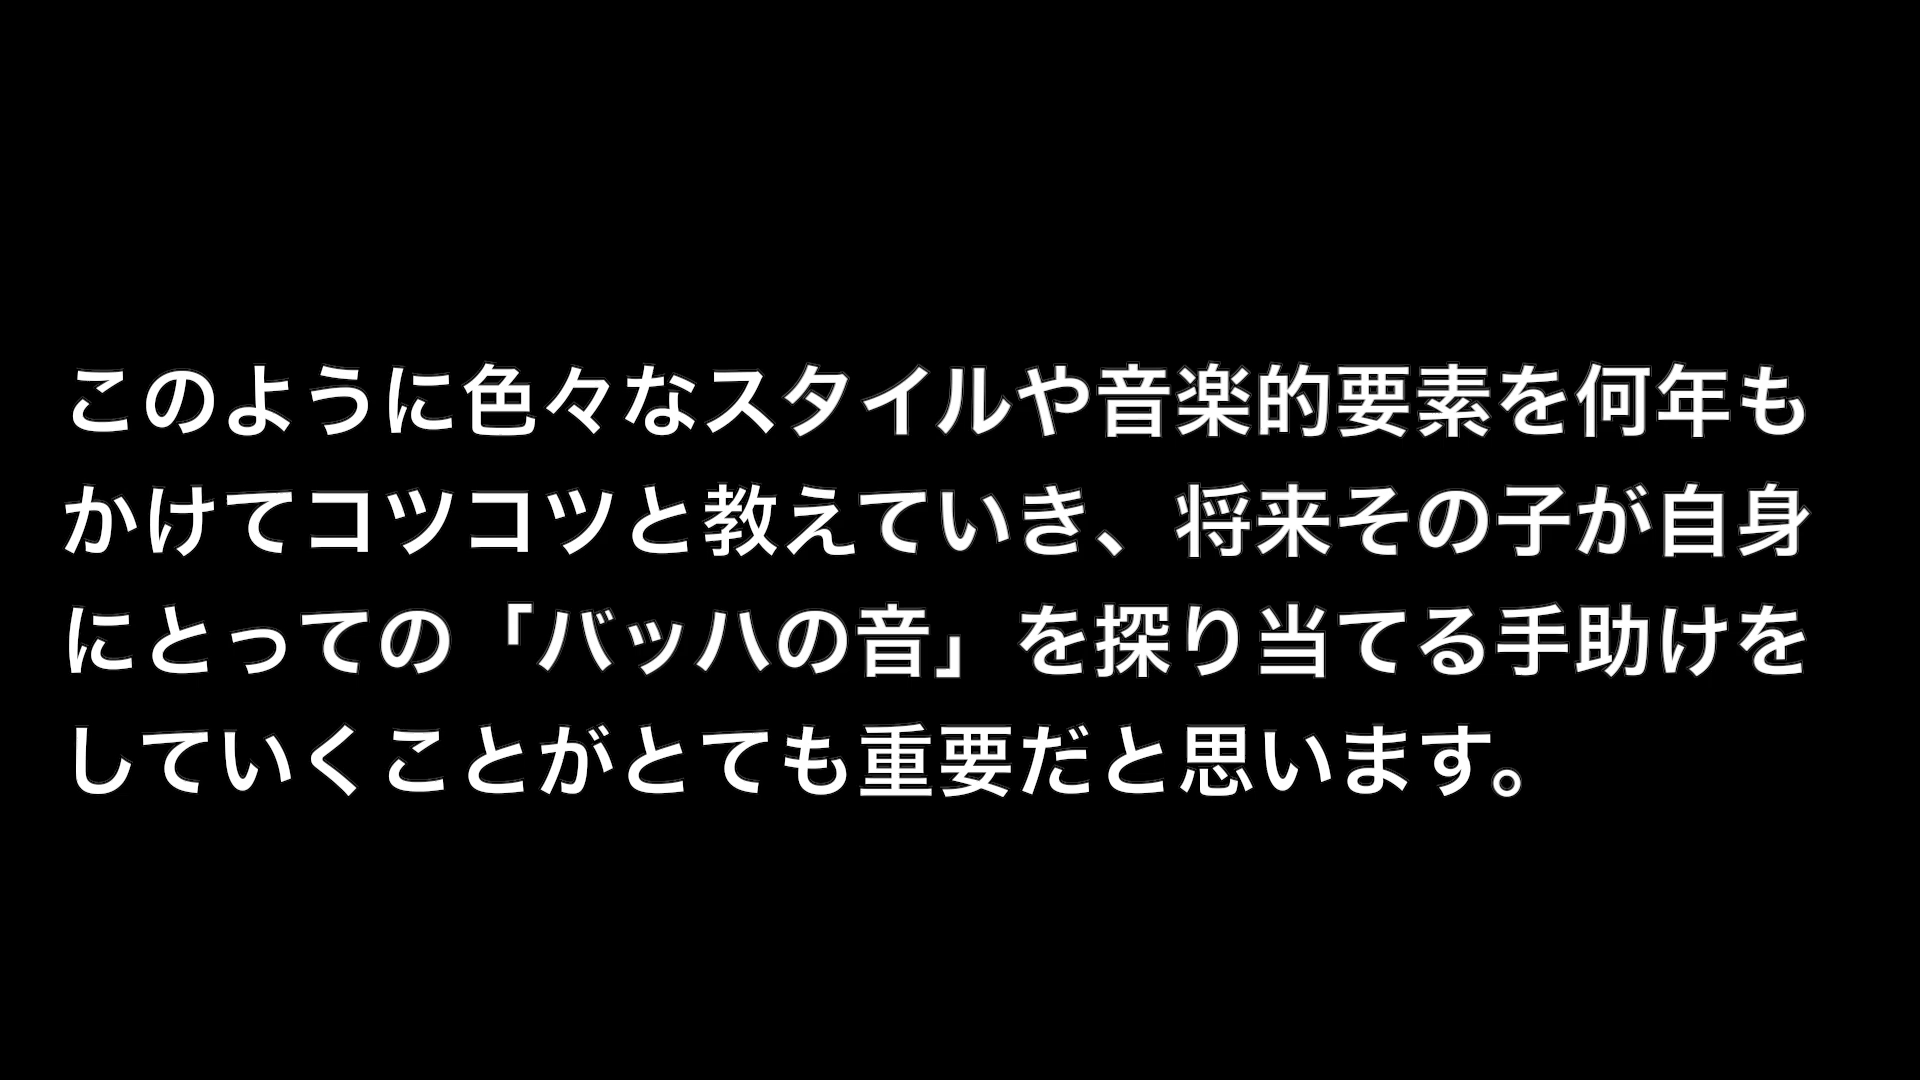 このように色々なスタイルや音楽的要素を何年も
かけてコツコツと教えていき、将来その子が自身
にとっての「バッハの音」を探り当てる手助けを
していくことがとても重要だと思います。